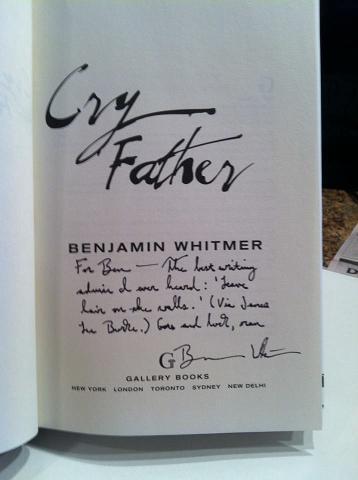 Cry
Father
BENJAMIN WHITMER
For Ben — The best writing
advice I ever heard: 'Leave
hair on the walls.' (Via James
Lee Burke.) luck, man
G
GALLERY BOOKS
NEW YORK LONDON TORONTO SYDNEY NEW DELHI